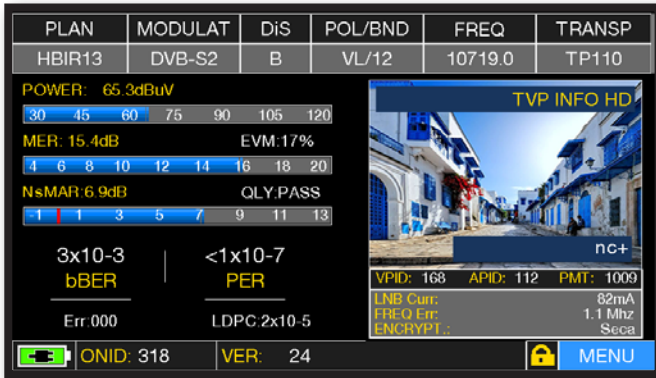 PLAN MODULAT DiS POL/BND FREQ TRANSP
HBIR13 DVB-S2 B VL/12 10719.0 TP110
POWER: 65.3dBuV
30 45 60 75 90 105 120
MER: 15.4dB EVM:17%
4 6 8 10 12 14 16 18 20
NsMAR:6.9dB QLY:PASS
-1 1 3 5 7 9 11 13
3x10-3 <1x10-7
bBER PER
Err:000 LDPC:2x10-5
TVP INFO HD
nc+
VPID: 168 APID: 112 PMT: 1009
LNB Curr: 82mA
FREQ Err: 1.1 Mhz
ENCRYPT.: Seca
ONID: 318 VER: 24 MENU